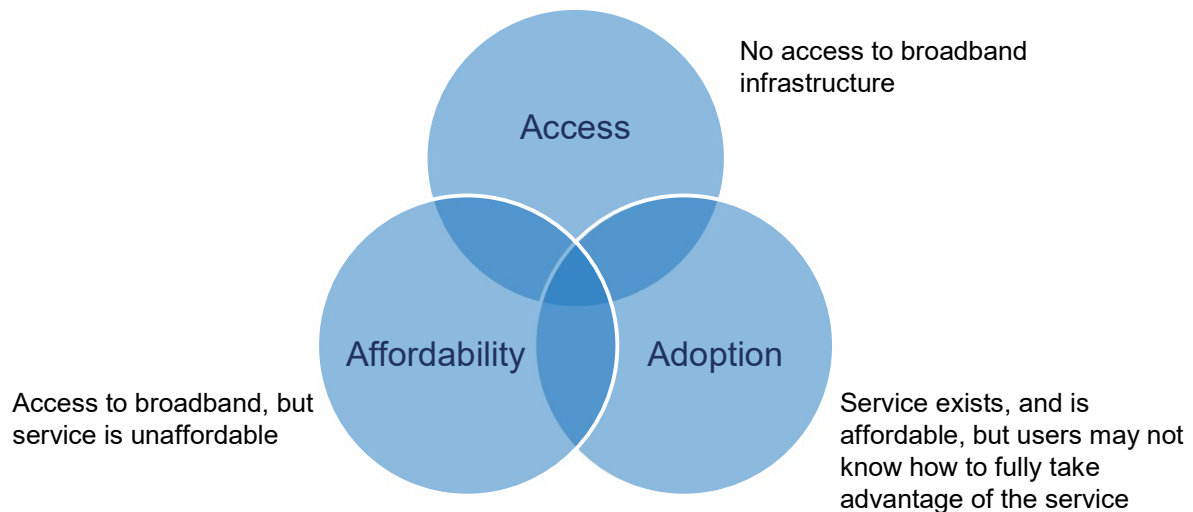 No access to broadband
infrastructure
Access
Affordability
Adoption
Access to broadband, but
service is unaffordable
Service exists, and is
affordable, but users may not
know how to fully take
advantage of the service